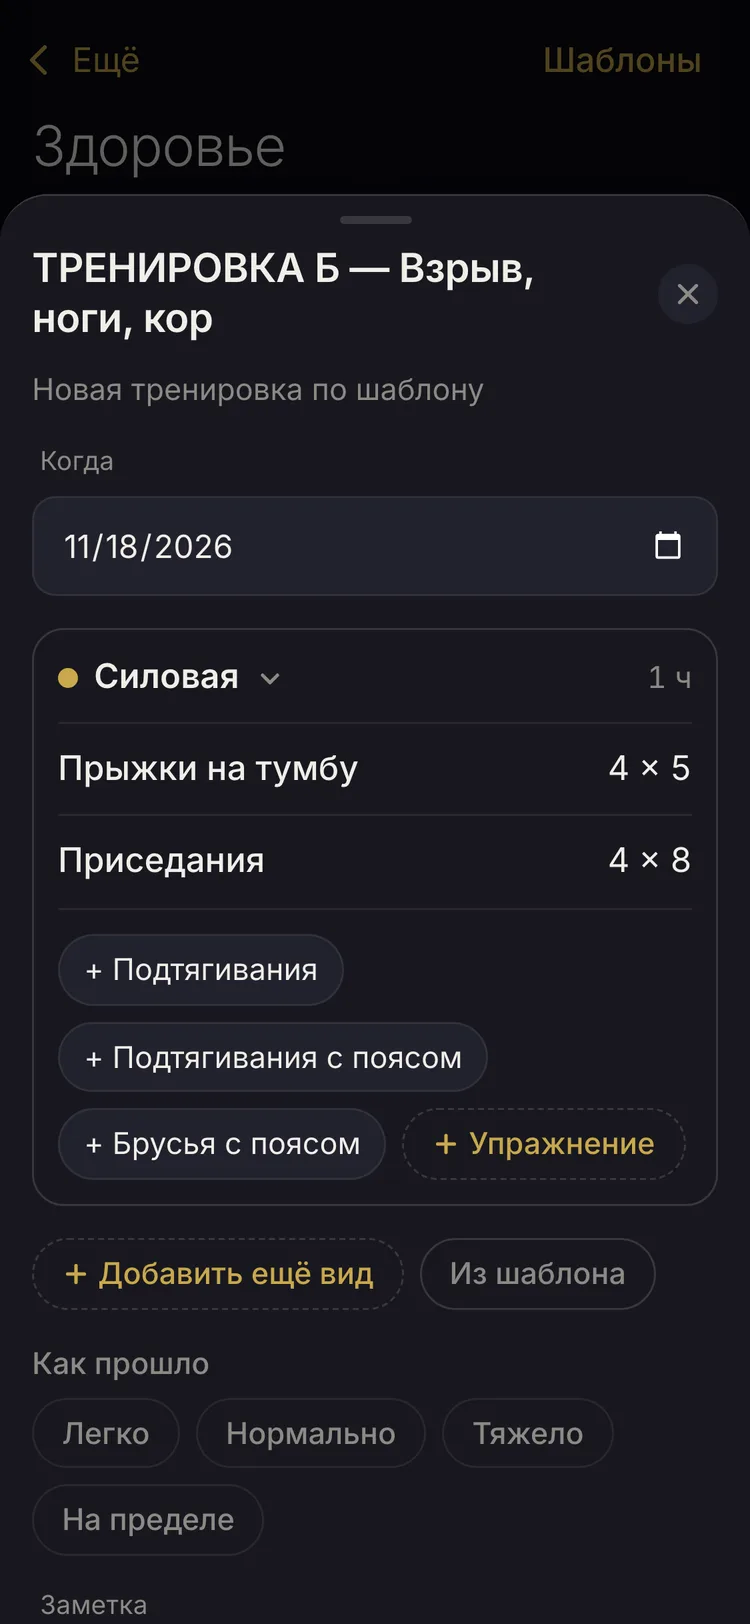 Ещё
Шаблоны
Здоровье
ТРЕНИРОВКА Б — Взрыв,
ноги, кор
Новая тренировка по шаблону
Когда
11/18/2026
Силовая
1 ч
Прыжки на тумбу
4 × 5
Приседания
4 × 8
+ Подтягивания
+ Подтягивания с поясом
+ Брусья с поясом
+ Упражнение
+ Добавить ещё вид
Из шаблона
Как прошло
Легко
Нормально
Тяжело
На пределе
Заметка